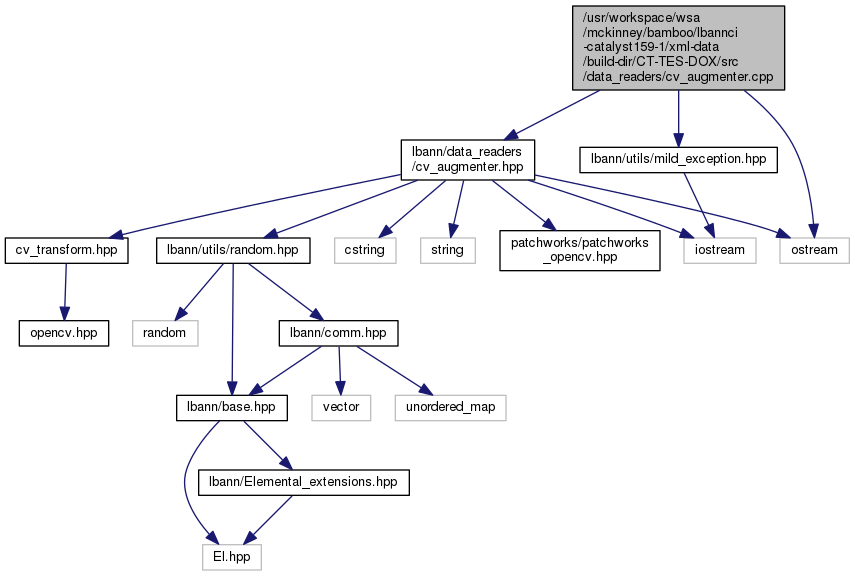 /usr/workspace/wsa
/mckinney/bamboo/lbannci
-catalyst159-1/xml-data
/build-dir/CT-TES-DOX/src
/data_readers/cv_augmenter.cpp
lbann/data_readers
/cv_augmenter.hpp
lbann/utils/mild_exception.hpp
cv_transform.hpp
lbann/utils/random.hpp
cstring
string
patchworks/patchworks
_opencv.hpp
iostream
ostream
opencv.hpp
random
lbann/comm.hpp
lbann/base.hpp
vector
unordered_map
lbann/Elemental_extensions.hpp
El.hpp